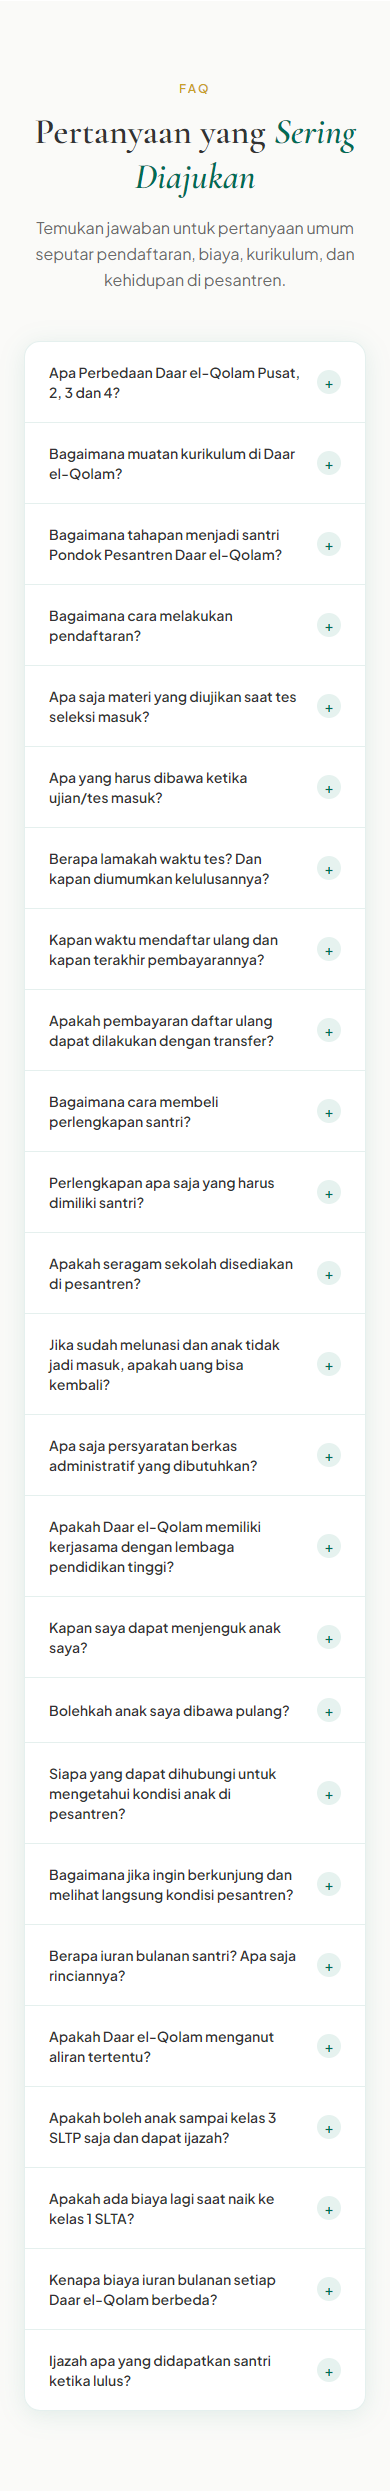 FAQ
Pertanyaan yang Sering
Diajukan
Temukan jawaban untuk pertanyaan umum
seputar pendaftaran, biaya, kurikulum, dan
kehidupan di pesantren.
Apa Perbedaan Daar el-Qolam Pusat,
2, 3 dan 4?
+
Bagaimana muatan kurikulum di Daar
el-Qolam?
+
Bagaimana tahapan menjadi santri
Pondok Pesantren Daar el-Qolam?
+
Bagaimana cara melakukan
pendaftaran?
+
Apa saja materi yang diujikan saat tes
seleksi masuk?
+
Apa yang harus dibawa ketika
ujian/tes masuk?
+
Berapa lamakah waktu tes? Dan
kapan diumumkan kelulusannya?
+
Kapan waktu mendaftar ulang dan
kapan terakhir pembayarannya?
+
Apakah pembayaran daftar ulang
dapat dilakukan dengan transfer?
+
Bagaimana cara membeli
perlengkapan santri?
+
Perlengkapan apa saja yang harus
dimiliki santri?
+
Apakah seragam sekolah disediakan
di pesantren?
+
Jika sudah melunasi dan anak tidak
jadi masuk, apakah uang bisa
kembali?
+
Apa saja persyaratan berkas
administratif yang dibutuhkan?
+
Apakah Daar el-Qolam memiliki
kerjasama dengan lembaga
pendidikan tinggi?
+
Kapan saya dapat menjenguk anak
saya?
+
Bolehkah anak saya dibawa pulang?
+
Siapa yang dapat dihubungi untuk
mengetahui kondisi anak di
pesantren?
+
Bagaimana jika ingin berkunjung dan
melihat langsung kondisi pesantren?
+
Berapa iuran bulanan santri? Apa saja
rinciannya?
+
Apakah Daar el-Qolam menganut
aliran tertentu?
+
Apakah boleh anak sampai kelas 3
SLTP saja dan dapat ijazah?
+
Apakah ada biaya lagi saat naik ke
kelas 1 SLTA?
+
Kenapa biaya iuran bulanan setiap
Daar el-Qolam berbeda?
+
Ijazah apa yang didapatkan santri
ketika lulus?
+